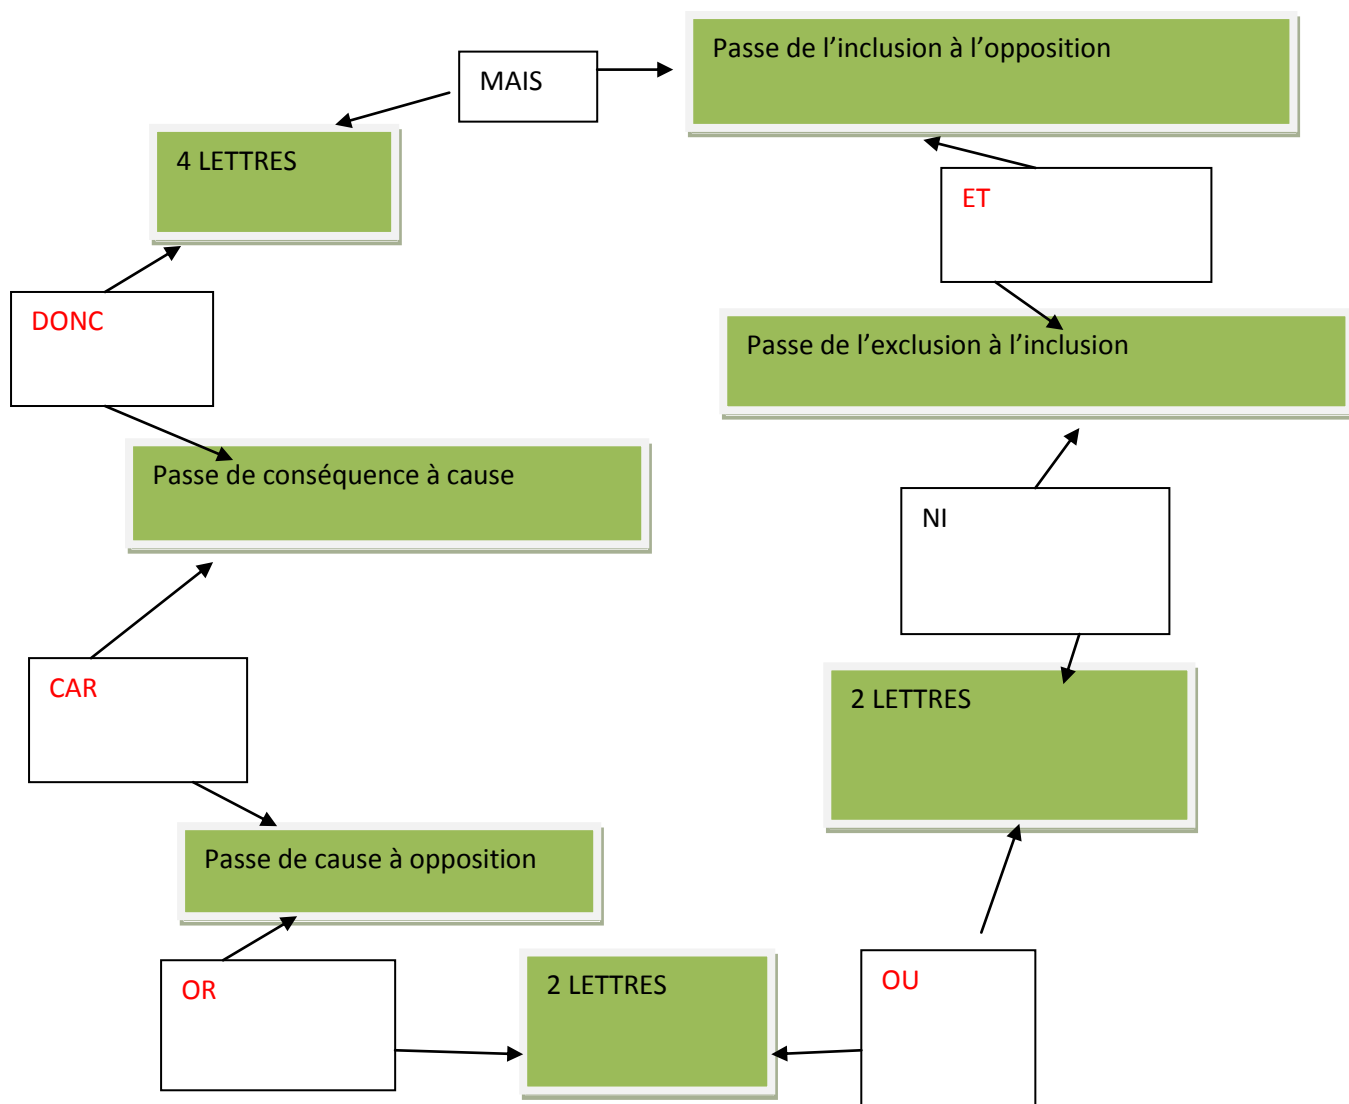 Passe de l’inclusion à l’opposition
MAIS
4 LETTRES
ET
DONC
Passe de l’exclusion à l’inclusion
Passe de conséquence à cause
NI
CAR
2 LETTRES
Passe de cause à opposition
OR
2 LETTRES
OU